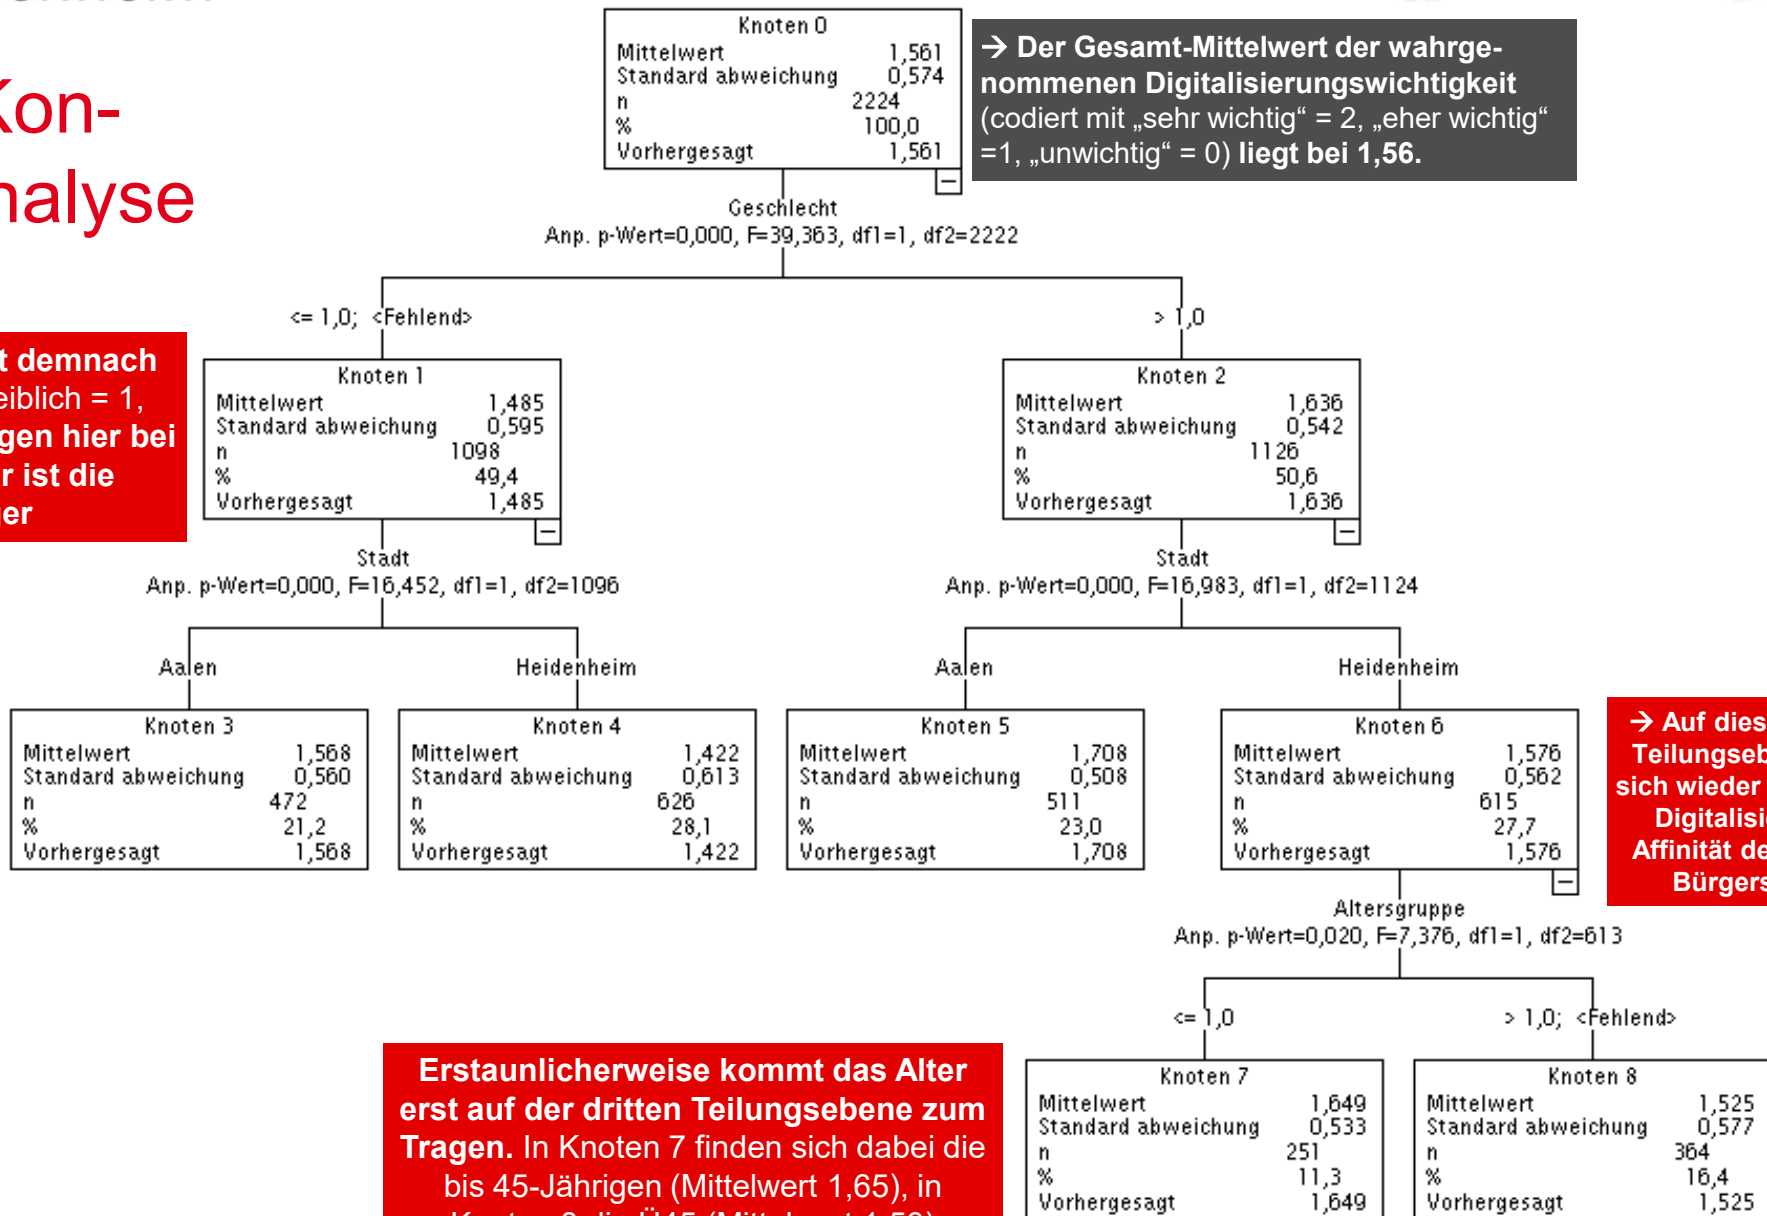 Kon-
nalyse
Knoten 0
Mittelwert 1,561
Standard abweichung 0,574
n 2224
% 100,0
Vorhergesagt 1,561
→ Der Gesamt-Mittelwert der wahrge-
nommenen Digitalisierungswichtigkeit
(codiert mit „sehr wichtig“ = 2, „eher wichtig“
=1, „unwichtig“ = 0) liegt bei 1,56.
Geschlecht
Anp. p-Wert=0,000, F=39,363, df1=1, df2=2222
<= 1,0; <Fehlend>
> 1,0
t demnach
eiblich = 1,
gen hier bei
r ist die
ger
Knoten 1
Mittelwert 1,485
Standard abweichung 0,595
n 1098
% 49,4
Vorhergesagt 1,485
Knoten 2
Mittelwert 1,636
Standard abweichung 0,542
n 1126
% 50,6
Vorhergesagt 1,636
Stadt
Anp. p-Wert=0,000, F=16,452, df1=1, df2=1096
Stadt
Anp. p-Wert=0,000, F=16,983, df1=1, df2=1124
Aalen
Heidenheim
Aalen
Heidenheim
Knoten 3
Mittelwert 1,568
Standard abweichung 0,560
n 472
% 21,2
Vorhergesagt 1,568
Knoten 4
Mittelwert 1,422
Standard abweichung 0,613
n 626
% 28,1
Vorhergesagt 1,422
Knoten 5
Mittelwert 1,708
Standard abweichung 0,508
n 511
% 23,0
Vorhergesagt 1,708
Knoten 6
Mittelwert 1,576
Standard abweichung 0,562
n 615
% 27,7
Vorhergesagt 1,576
→ Auf dies
Teilungseb
sich wieder
Digitalisi
Affinität de
Bürgers
Altersgruppe
Anp. p-Wert=0,020, F=7,376, df1=1, df2=613
<= 1,0
> 1,0; <Fehlend>
Erstaunlicherweise kommt das Alter
erst auf der dritten Teilungsebene zum
Tragen. In Knoten 7 finden sich dabei die
bis 45-Jährigen (Mittelwert 1,65), in
Knoten 7
Mittelwert 1,649
Standard abweichung 0,533
n 251
% 11,3
Vorhergesagt 1,649
Knoten 8
Mittelwert 1,525
Standard abweichung 0,577
n 364
% 16,4
Vorhergesagt 1,525